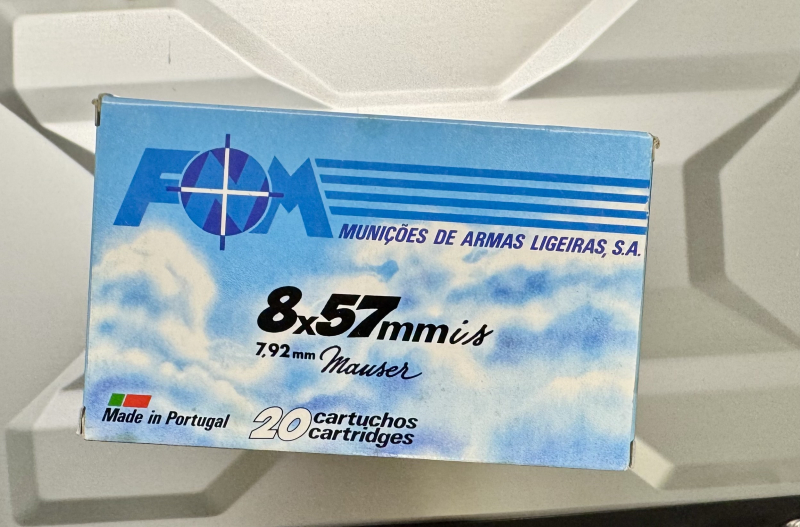 FNM
MUNIÇÕES DE ARMAS LIGEIRAS, S.A.
8x57mmis
7,92mm Mauser
Made in Portugal
20 cartuchos
cartridges